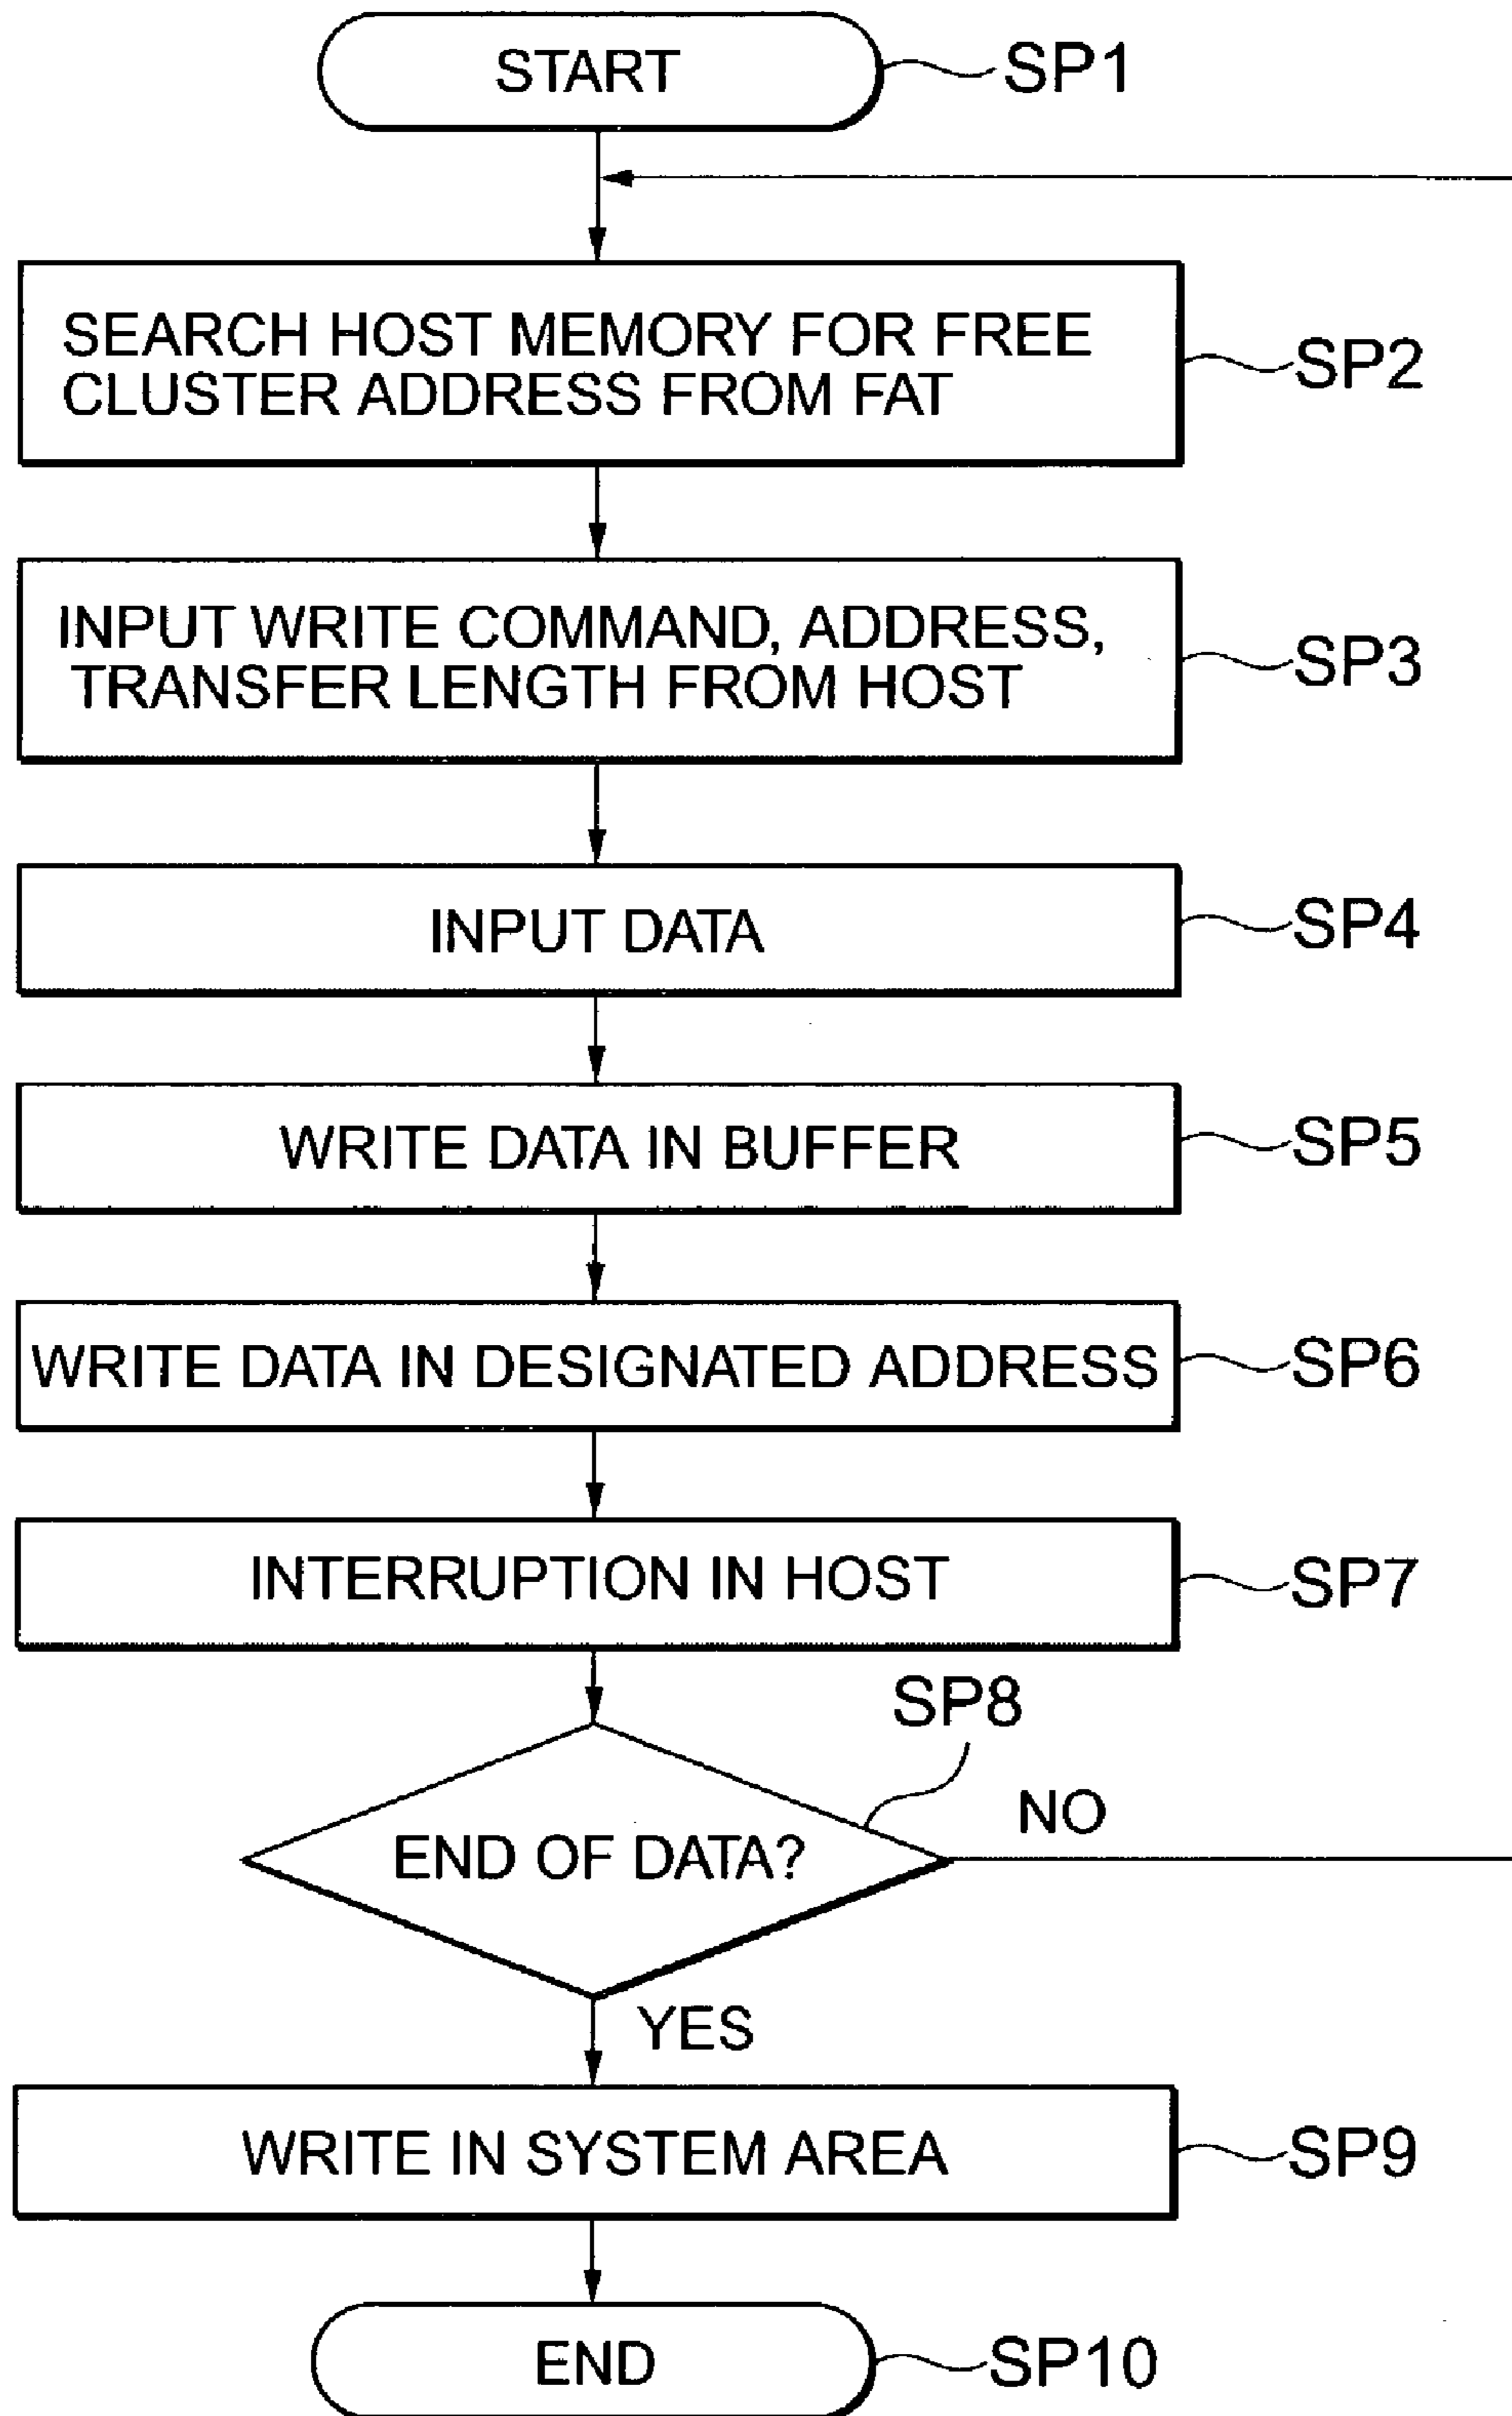 START
SP1
SEARCH HOST MEMORY FOR FREE
CLUSTER ADDRESS FROM FAT
SP2
INPUT WRITE COMMAND, ADDRESS,
TRANSFER LENGTH FROM HOST
SP3
INPUT DATA
SP4
WRITE DATA IN BUFFER
SP5
WRITE DATA IN DESIGNATED ADDRESS
SP6
INTERRUPTION IN HOST
SP7
SP8
NO
END OF DATA?
YES
WRITE IN SYSTEM AREA
SP9
END
SP10